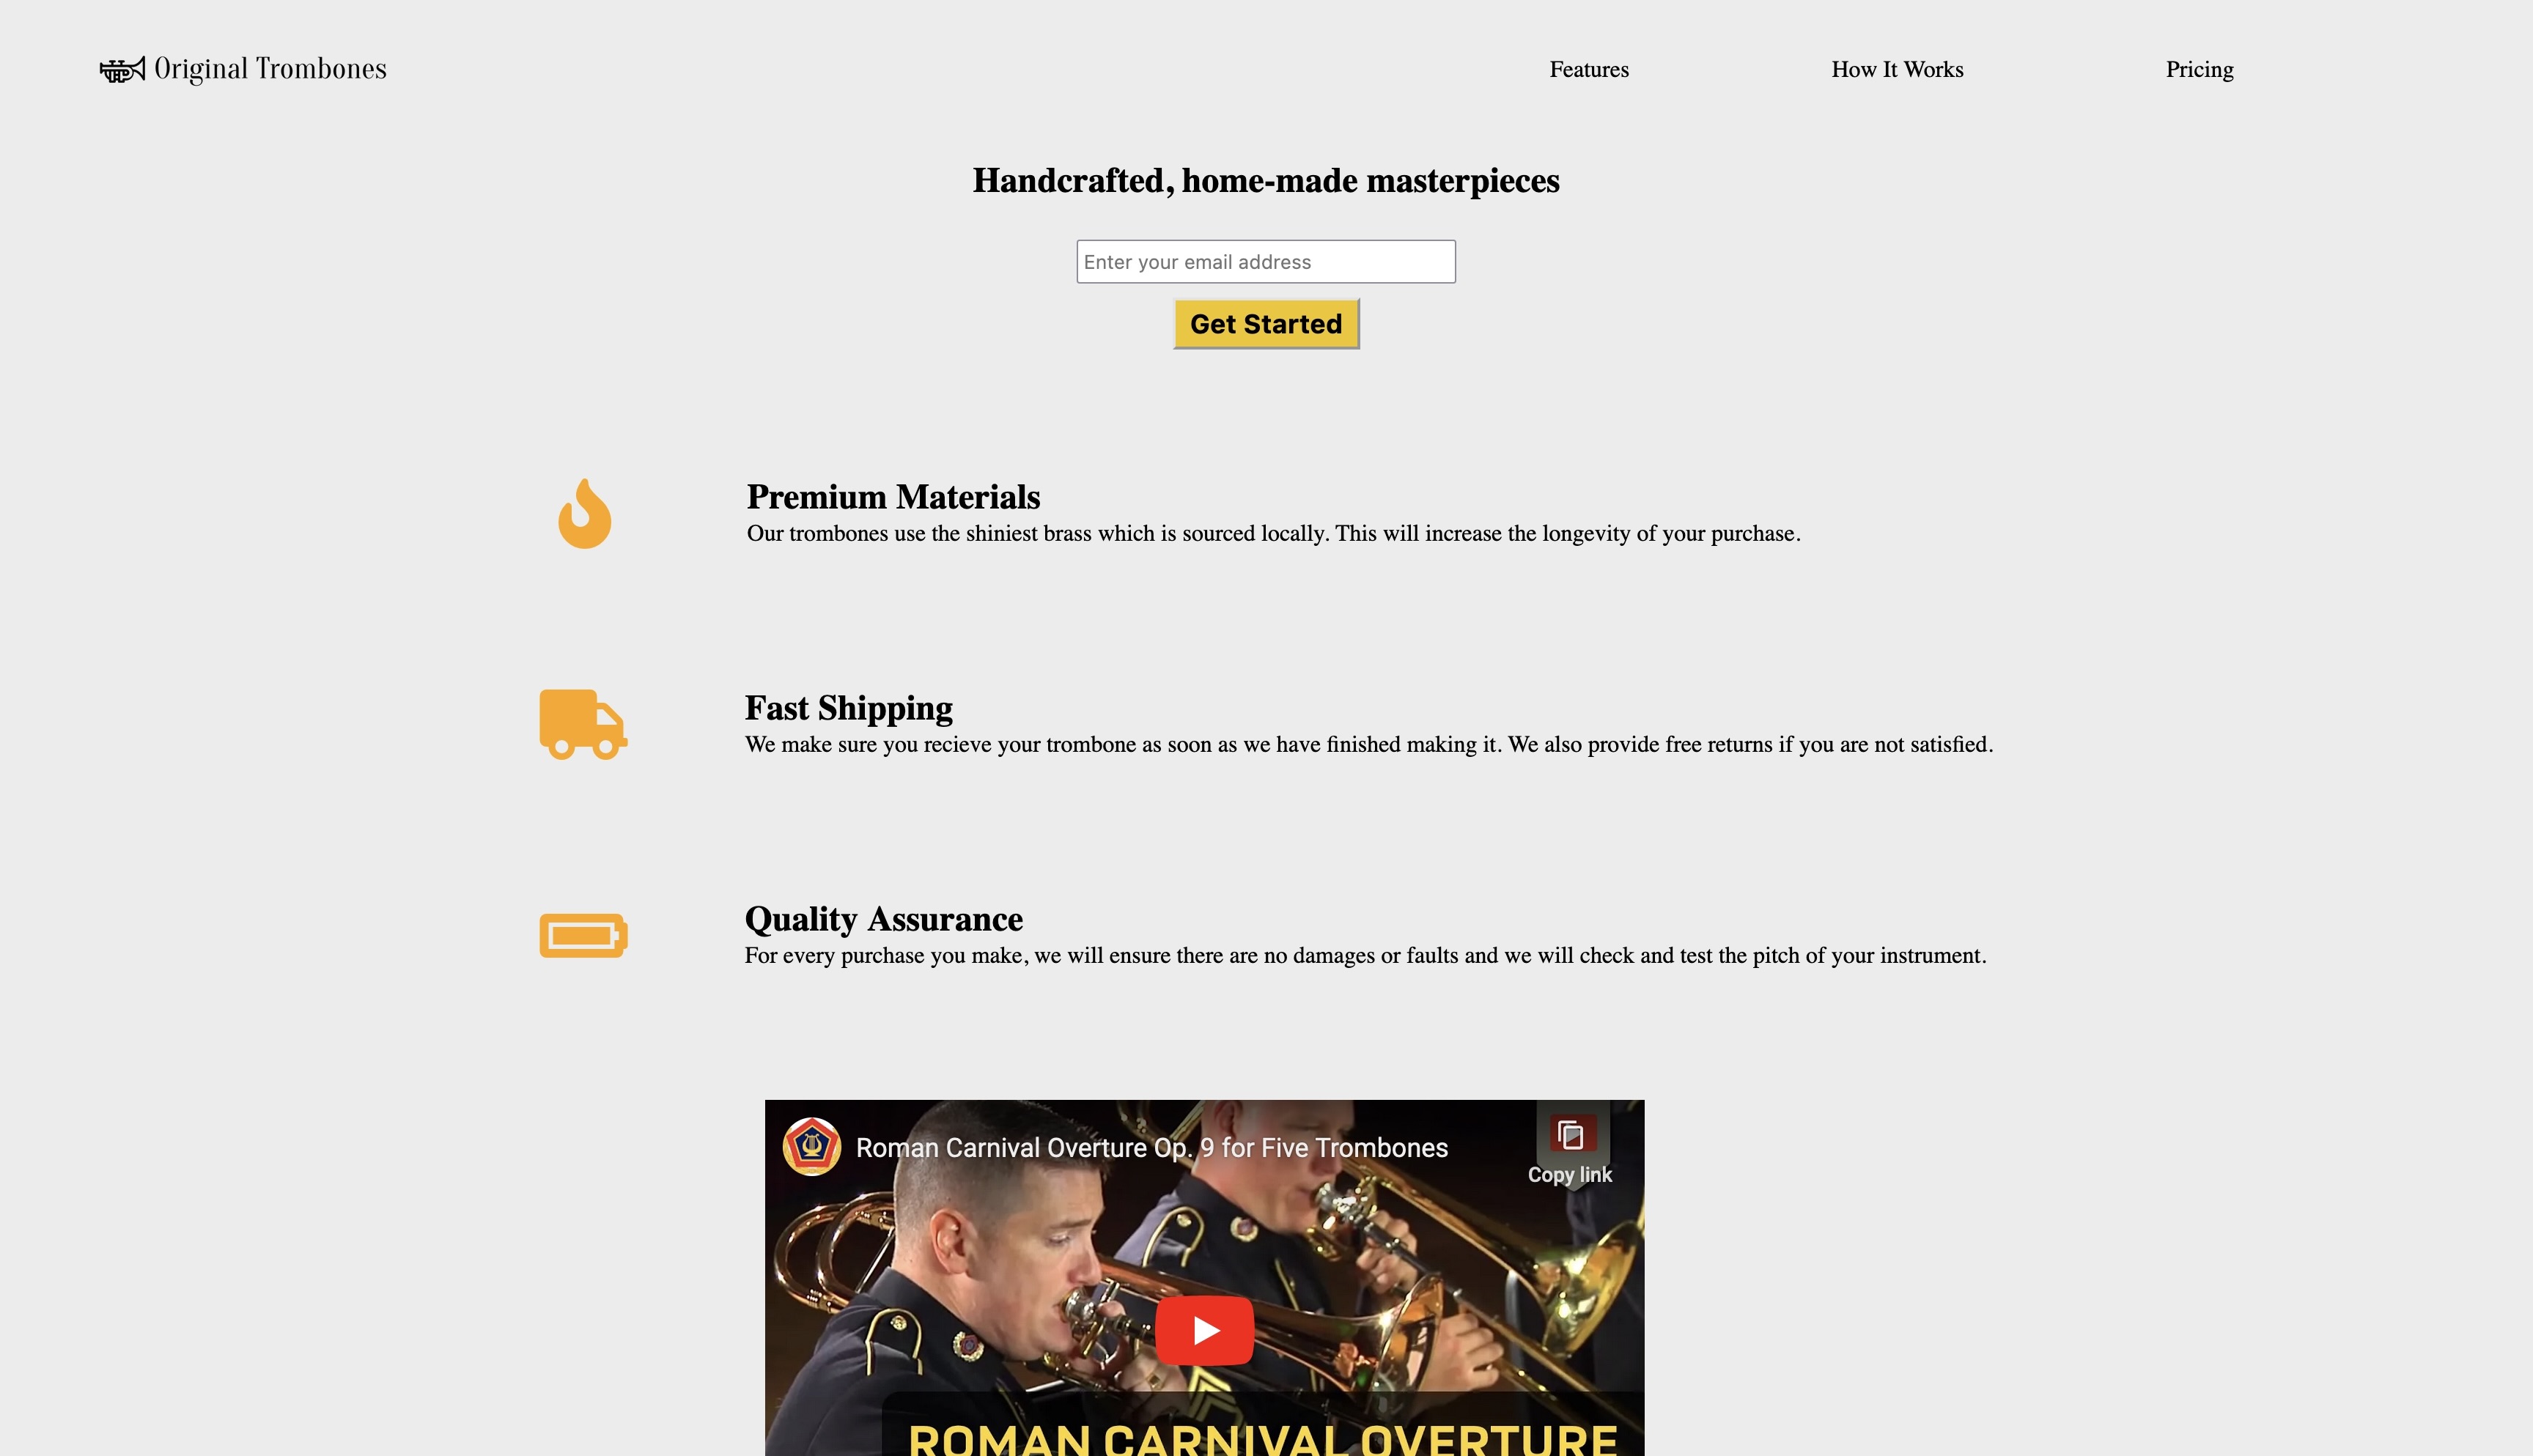 Original Trombones
Features
How It Works
Pricing
Handcrafted, home-made masterpieces
Enter your email address
Get Started
Premium Materials
Our trombones use the shiniest brass which is sourced locally. This will increase the longevity of your purchase.
Fast Shipping
We make sure you recieve your trombone as soon as we have finished making it. We also provide free returns if you are not satisfied.
Quality Assurance
For every purchase you make, we will ensure there are no damages or faults and we will check and test the pitch of your instrument.
Roman Carnival Overture Op. 9 for Five Trombones
Copy link
ROMAN CARNIVAL OVERTURE